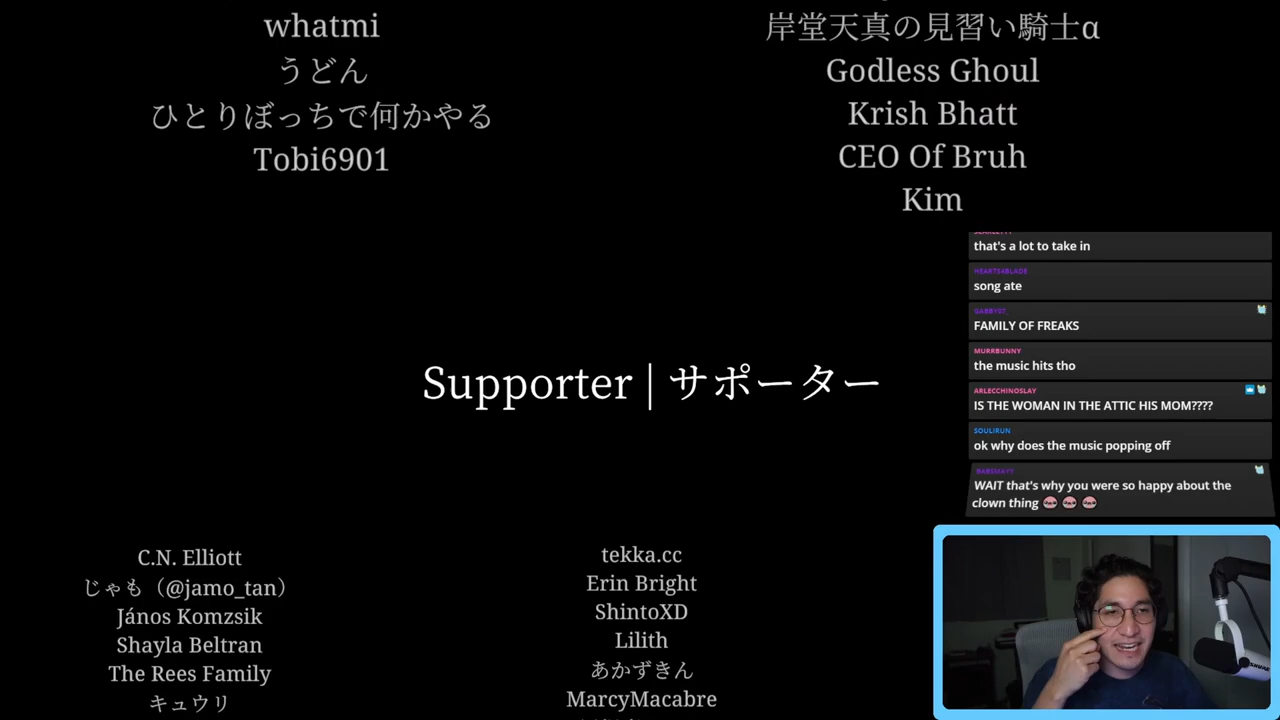 whatmi
うどん
ひとりぼっちで何かやる
Tobi6901
岸堂天真の見習い騎士α
Godless Ghoul
Krish Bhatt
CEO Of Bruh
Kim
Supporter | サポーター
C.N. Elliott
じゃも（@jamo_tan）
János Komzsik
Shayla Beltran
The Rees Family
キュウリ
tekka.cc
Erin Bright
ShintoXD
Lilith
あかずきん
MarcyMacabre
that's a lot to take in
HEARTS4BLADE
song ate
GABBY07
FAMILY OF FREAKS
MURRBUNNY
the music hits tho
ARLECCHINOSLAY
IS THE WOMAN IN THE ATTIC HIS MOM????
SOULIRUN
ok why does the music popping off
WAIT that's why you were so happy about the
clown thing